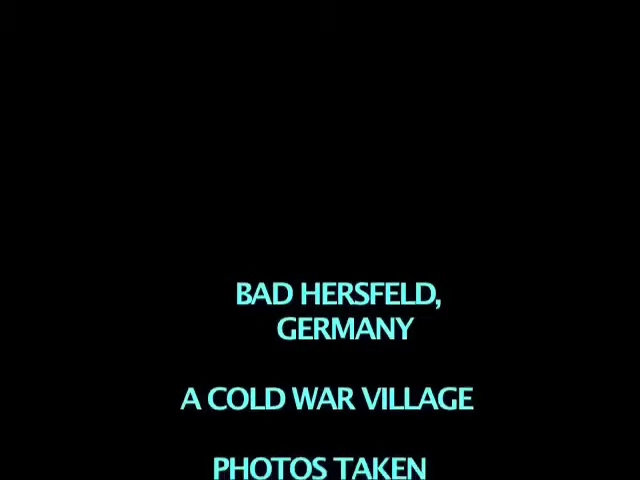 BAD HERSFELD,
GERMANY
A COLD WAR VILLAGE
PHOTOS TAKEN